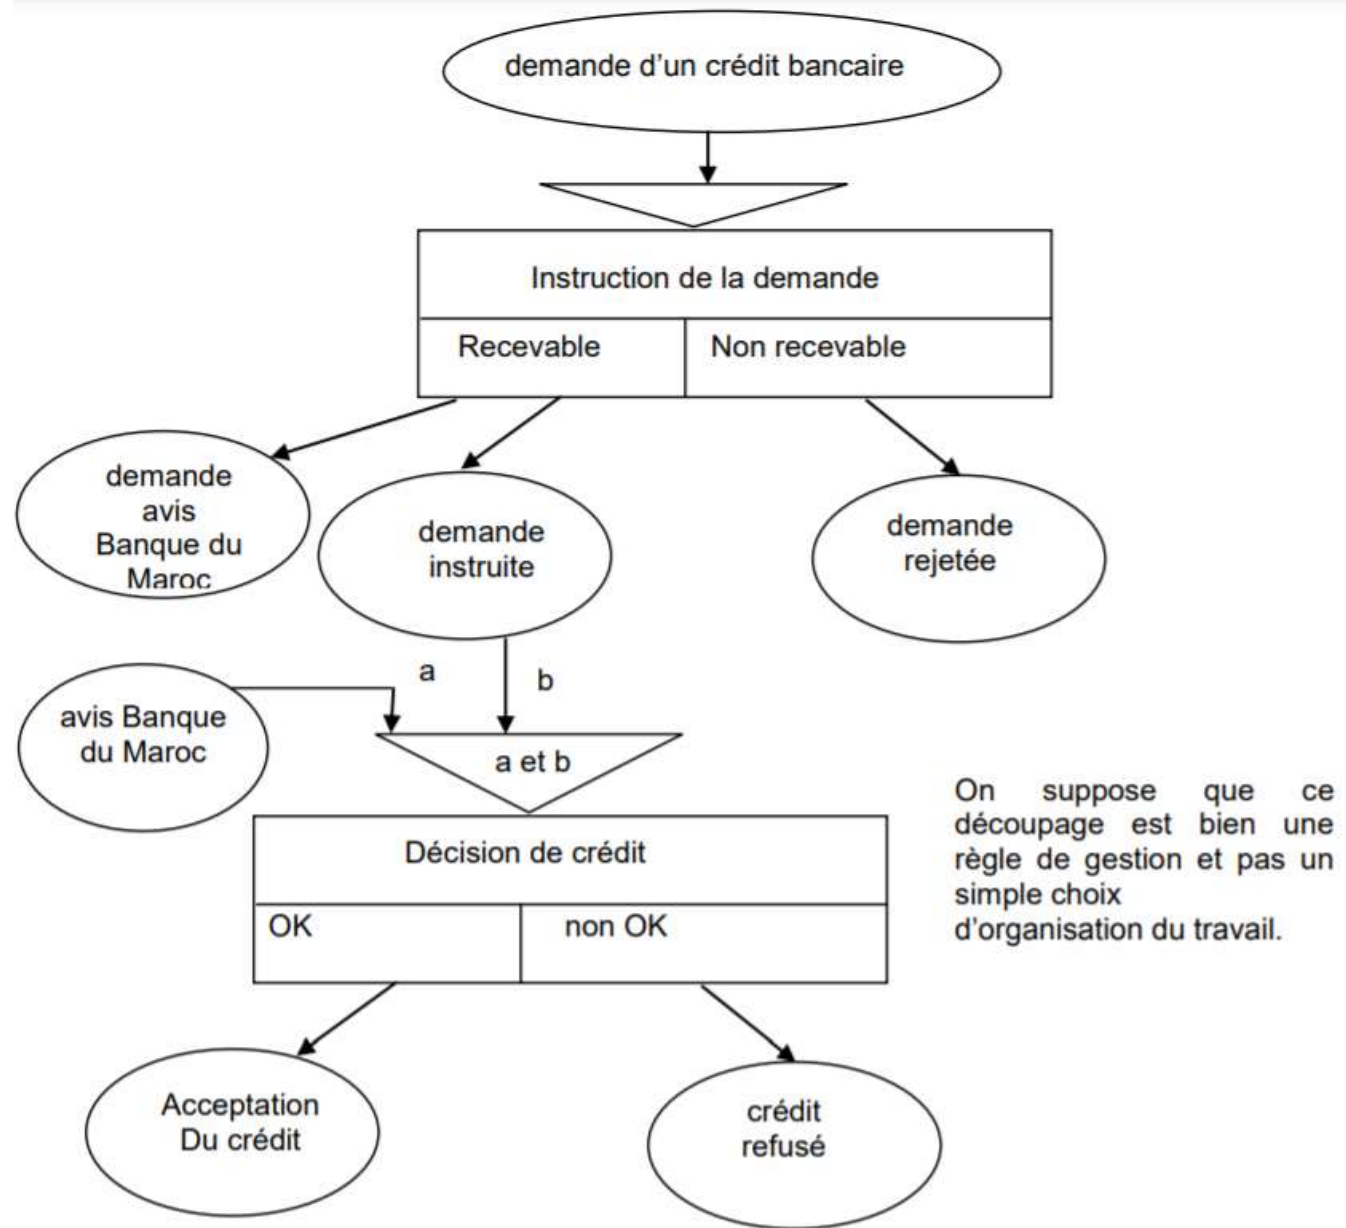 demande d'un crédit bancaire
Instruction de la demande
Recevable
Non recevable
demande
avis
Banque du
Maroc
demande
instruite
demande
rejetée
a
b
avis Banque
du Maroc
a et b
On suppose que ce
découpage est bien une
règle de gestion et pas un
simple choix
d'organisation du travail.
Décision de crédit
OK
non OK
Acceptation
Du crédit
crédit
refusé